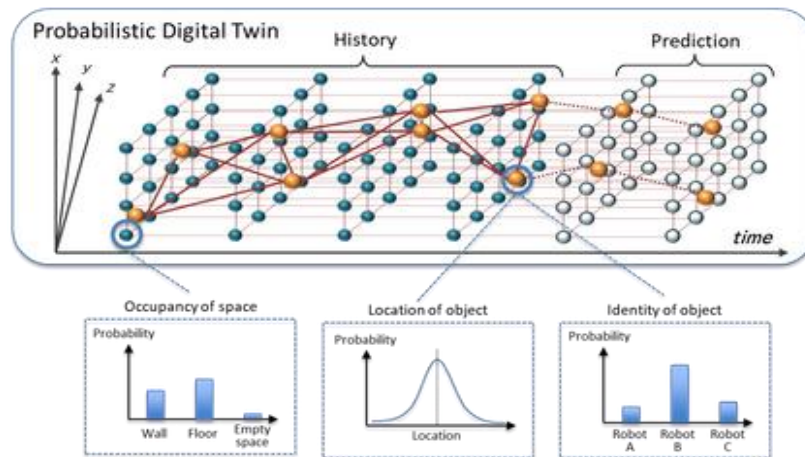 Probabilistic Digital Twin
History
Prediction
x
y
z
time
Occupancy of space
Probability
Wall
Floor
Empty
space
Location of object
Probability
Location
Identity of object
Probability
Robot
A
Robot
B
Robot
C